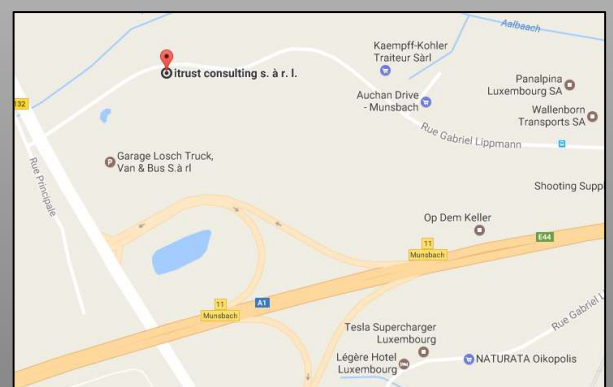 Aalbaach
Kaempff-Kohler
Traiteur Sàrl
itrust consulting s. à r. l.
Panalpina
Luxembourg SA
Auchan Drive
- Munsbach
132
Wallenborn
Transports SA
Rue Gabriel Lippmann
Garage Losch Truck,
Van & Bus S.à rl
Rue Principale
Shooting Supp
Op Dem Keller
E44
11
Munsbach
11
A1
Munsbach
Rue Gabriel L
Tesla Supercharger
Luxembourg
Légère Hotel
Luxembourg
NATURATA Oikopolis